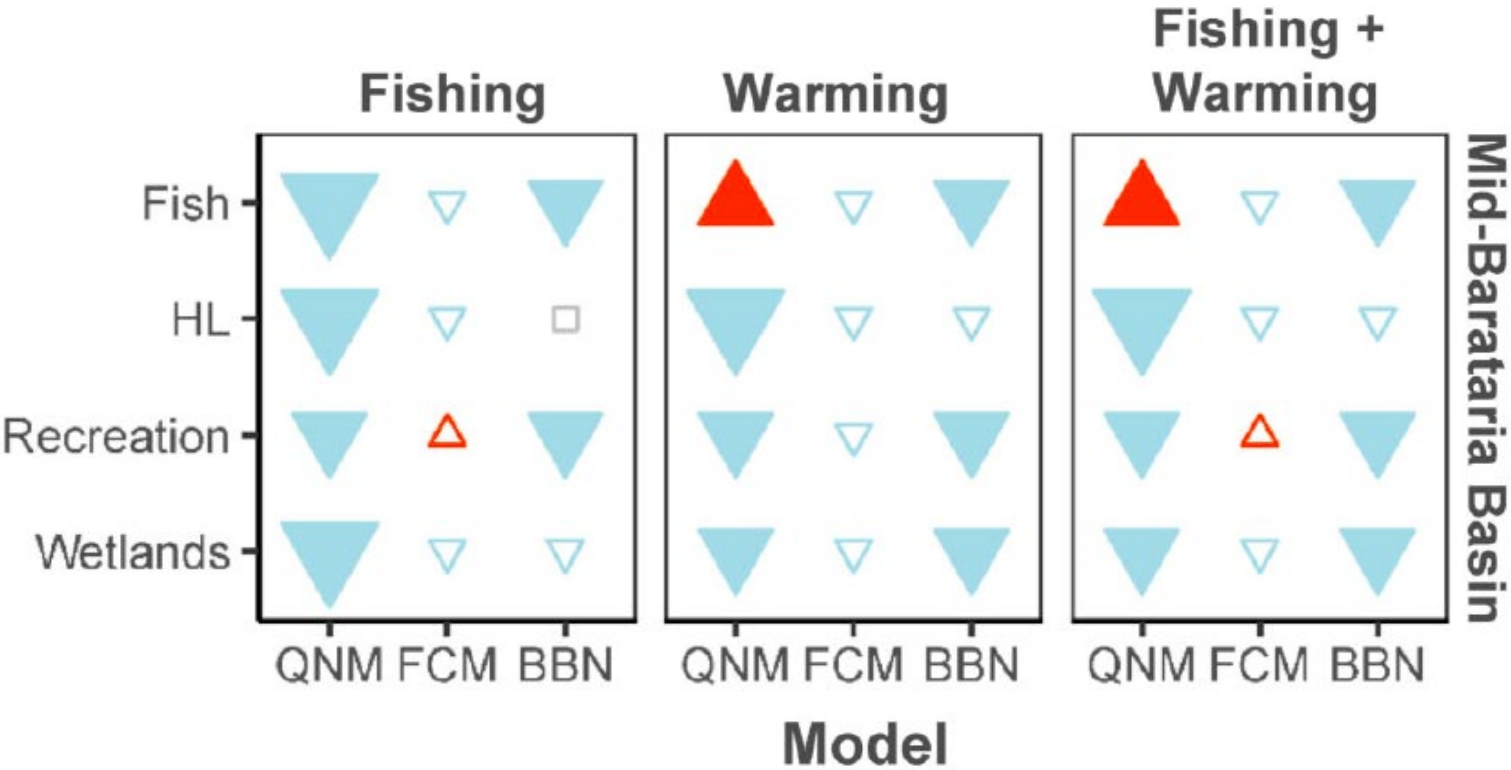 Fishing +
Fishing Warming Warming
Fish
HL
Recreation
Wetlands
Mid-Barataria Basin
QNM FCM BBN QNM FCM BBN QNM FCM BBN
Model